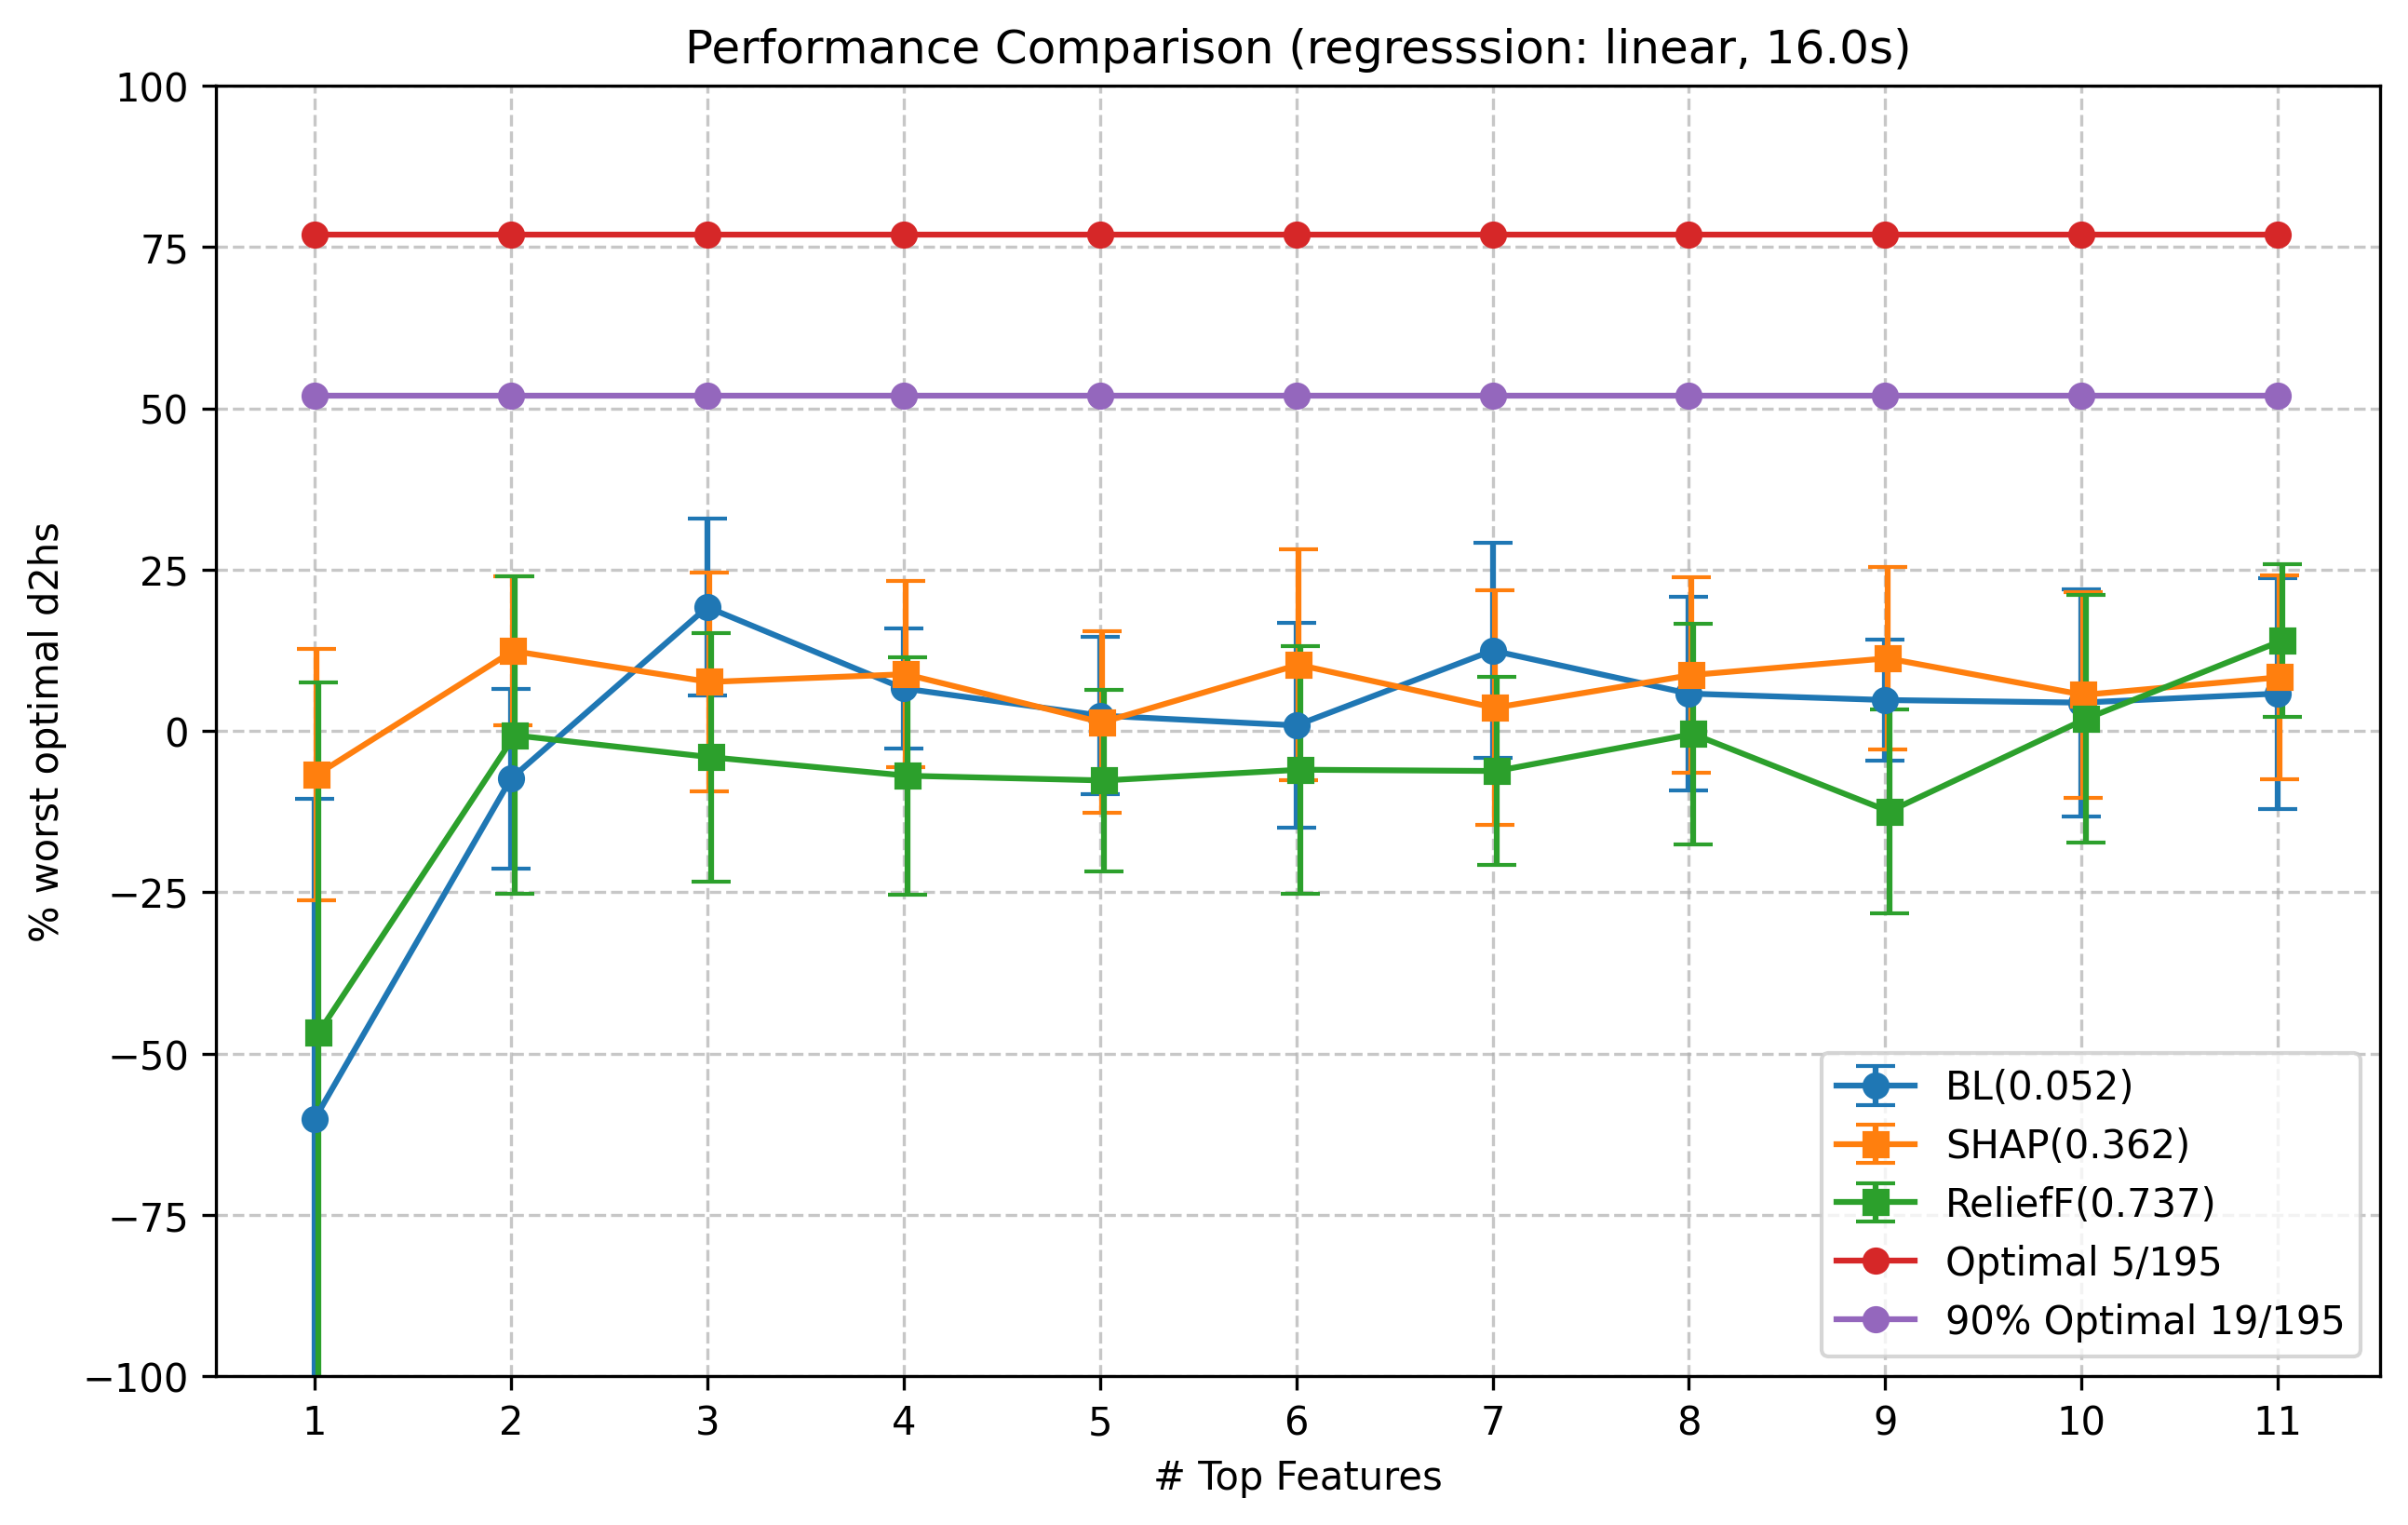 Performance Comparison (regresssion: linear, 16.0s)
100
75
50
25
0
−25
−50
−75
−100
% worst optimal d2hs
BL(0.052)
SHAP(0.362)
ReliefF(0.737)
Optimal 5/195
90% Optimal 19/195
1 2 3 4 5 6 7 8 9 10 11
# Top Features